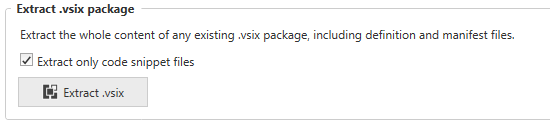 Extract .vsix package
Extract the whole content of any existing .vsix package, including definition and manifest files.
Extract only code snippet files
Extract .vsix